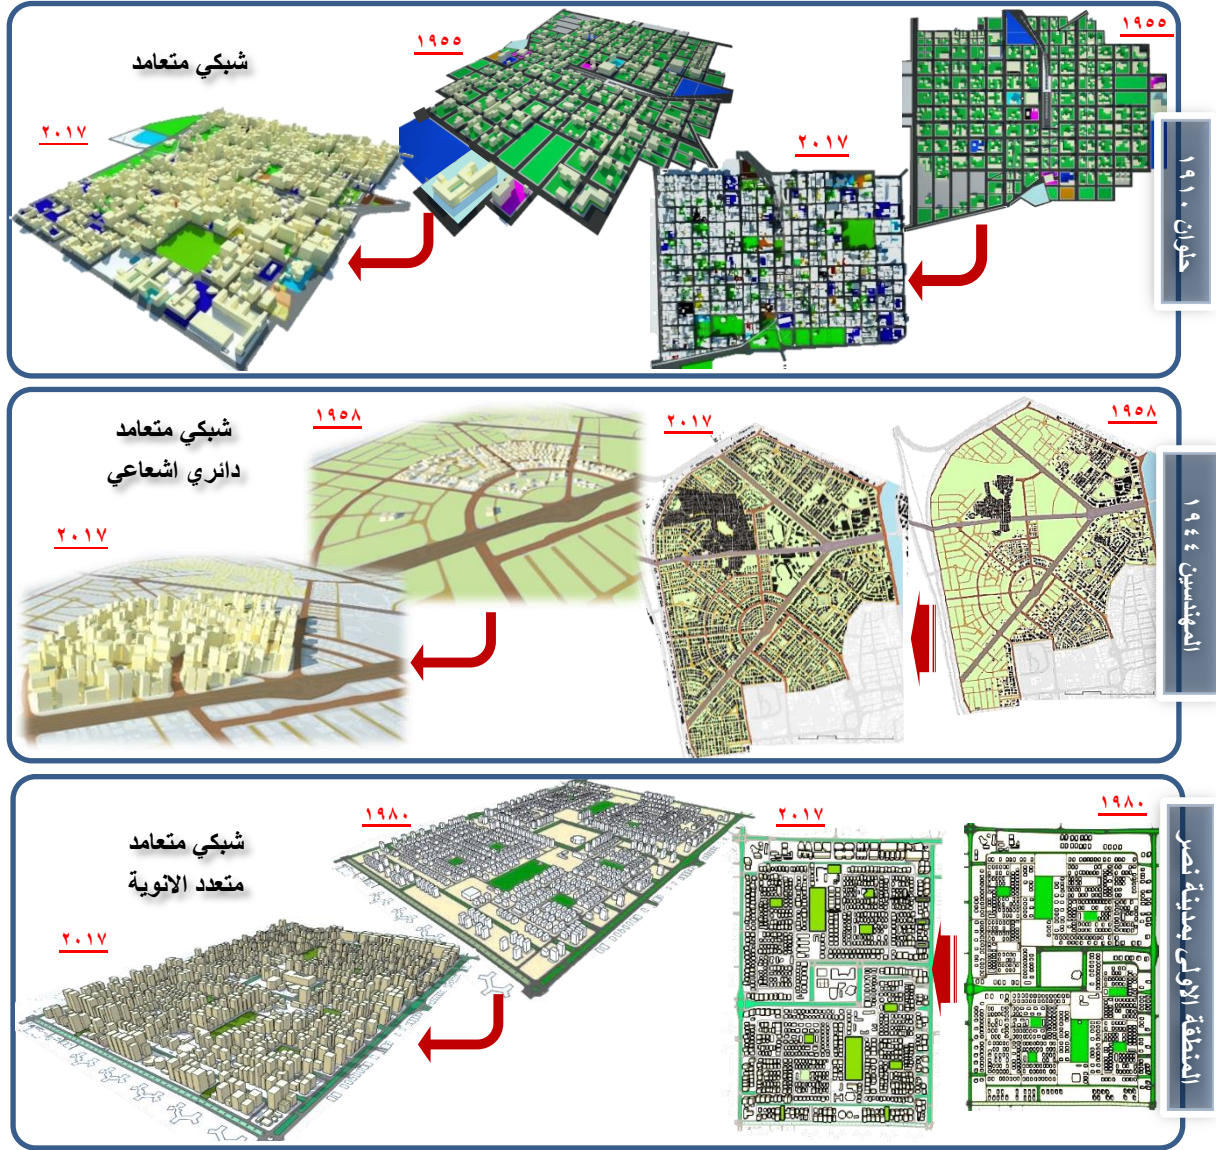 ١٩٥٥
١٩٥٥
شبكي متعامد
٢٠١٧
٢٠١٧
حلوان ١٩١٠
١٩٥٨
١٩٥٨
٢٠١٧
شبكي متعامد
دائري اشعاعي
٢٠١٧
المهندسين ١٩٤٤
١٩٨٠
١٩٨٠
٢٠١٧
شبكي متعامد
متعدد الانوية
٢٠١٧
المنطقة الاولى بمدينة نصر